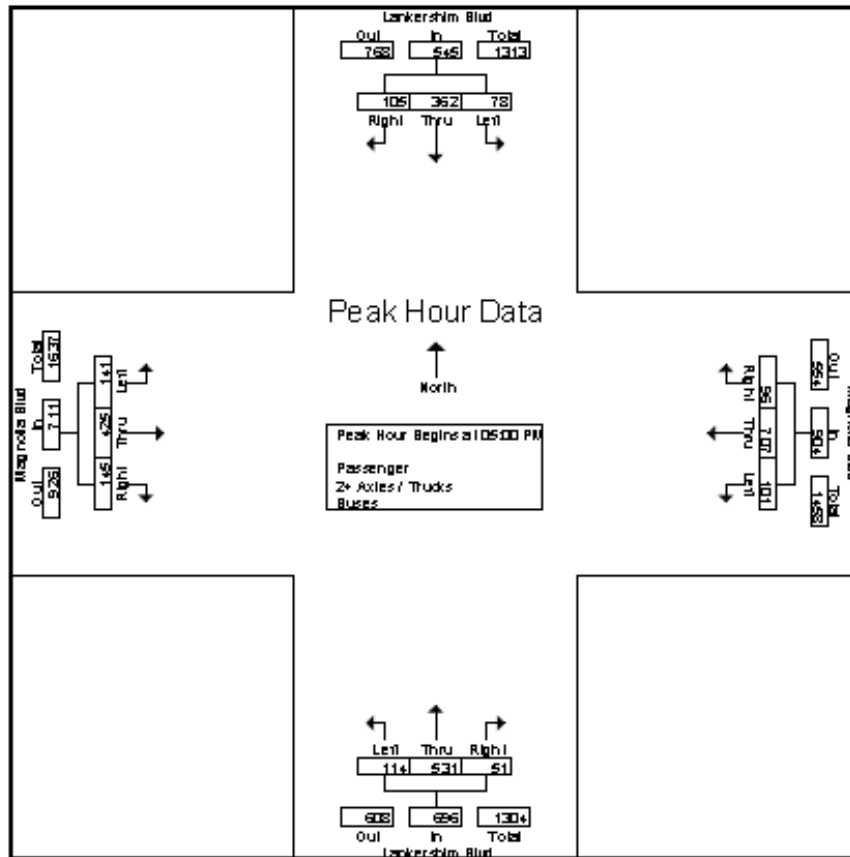 Lankershim Blvd
Out In Total
768 545 1313
105 362 78
Right Thru Left
Peak Hour Data
North
Peak Hour Begins at 05:00 PM
Passenger
2+ Axles / Trucks
Buses
Magnolia Blvd
Out In Total
926 711 1637
145 425 141
Right Thru Left
Right Thru Left
96 707 101
554 904 1458
Out In Total
Left Thru Right
114 531 51
608 696 1304
Out In Total
Lankershim Blvd